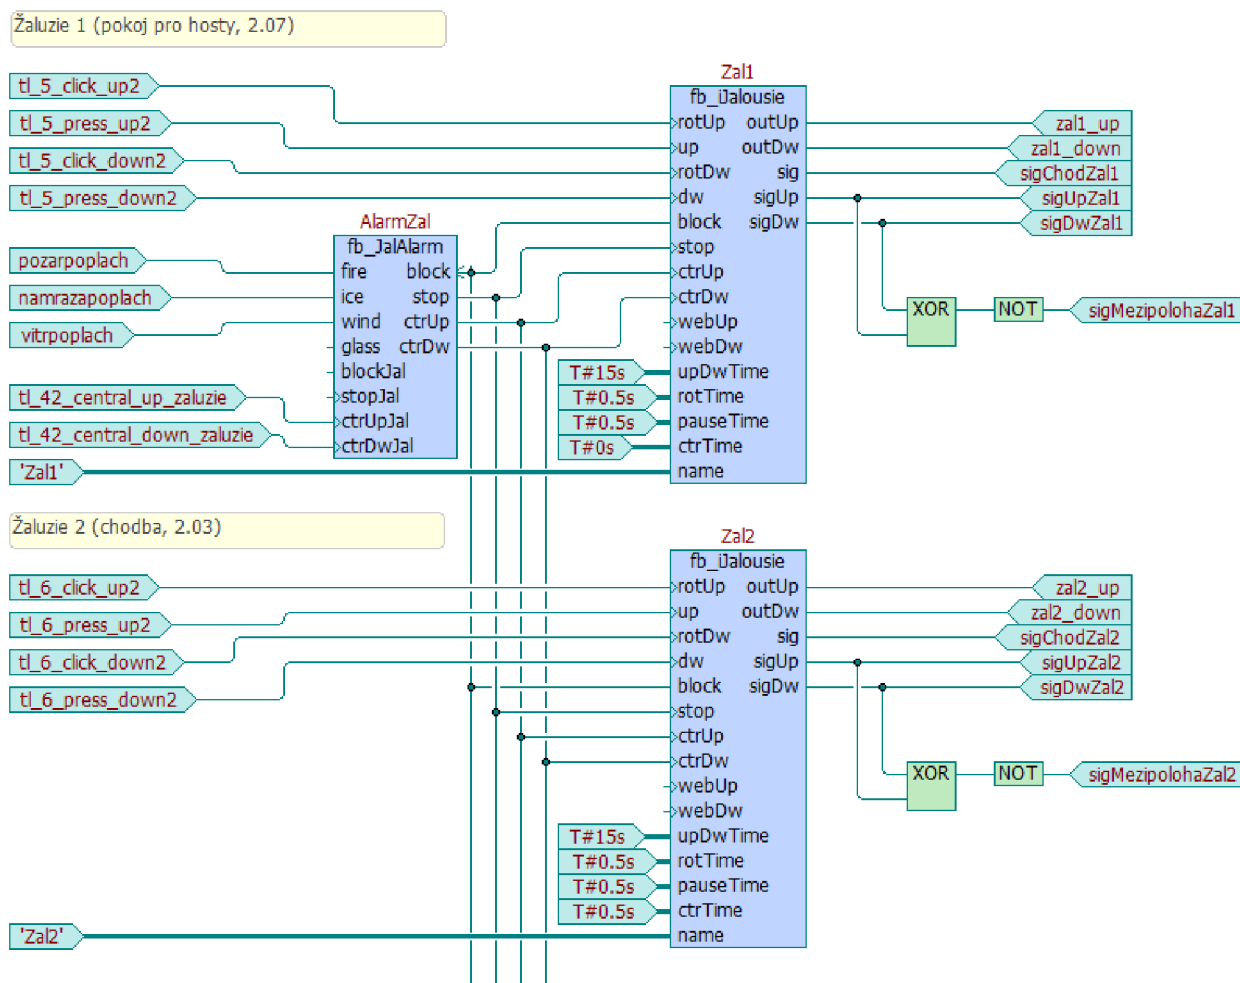 Žaluzie 1 (pokoj pro hosty, 2.07)
Zal1
fb_iJalousie
tl_5_click_up2
tl_5_press_up2
tl_5_click_down2
tl_5_press_down2
rotUp outUp
up outDw
rotDw sig
dw sigUp
block sigDw
stop
ctrUp
ctrDw
webUp
webDw
upDwTime
rotTime
pauseTime
ctrTime
name
zal1_up
zal1_down
sigChodZal1
sigUpZal1
sigDwZal1
AlarmZal
fb_JalAlarm
pozarpoplach
namrazapoplach
vitrpoplach
fire block
ice stop
wind ctrUp
glass ctrDw
blockJal
stopJal
ctrUpJal
ctrDwJal
tl_42_central_up_zaluzie
tl_42_central_down_zaluzie
'Zal1'
T#15s
T#0.5s
T#0.5s
T#0s
XOR
NOT
sigMezipolohaZal1
Žaluzie 2 (chodba, 2.03)
Zal2
fb_iJalousie
tl_6_click_up2
tl_6_press_up2
tl_6_click_down2
tl_6_press_down2
rotUp outUp
up outDw
rotDw sig
dw sigUp
block sigDw
stop
ctrUp
ctrDw
webUp
webDw
upDwTime
rotTime
pauseTime
ctrTime
name
zal2_up
zal2_down
sigChodZal2
sigUpZal2
sigDwZal2
XOR
NOT
sigMezipolohaZal2
T#15s
T#0.5s
T#0.5s
T#0.5s
'Zal2'